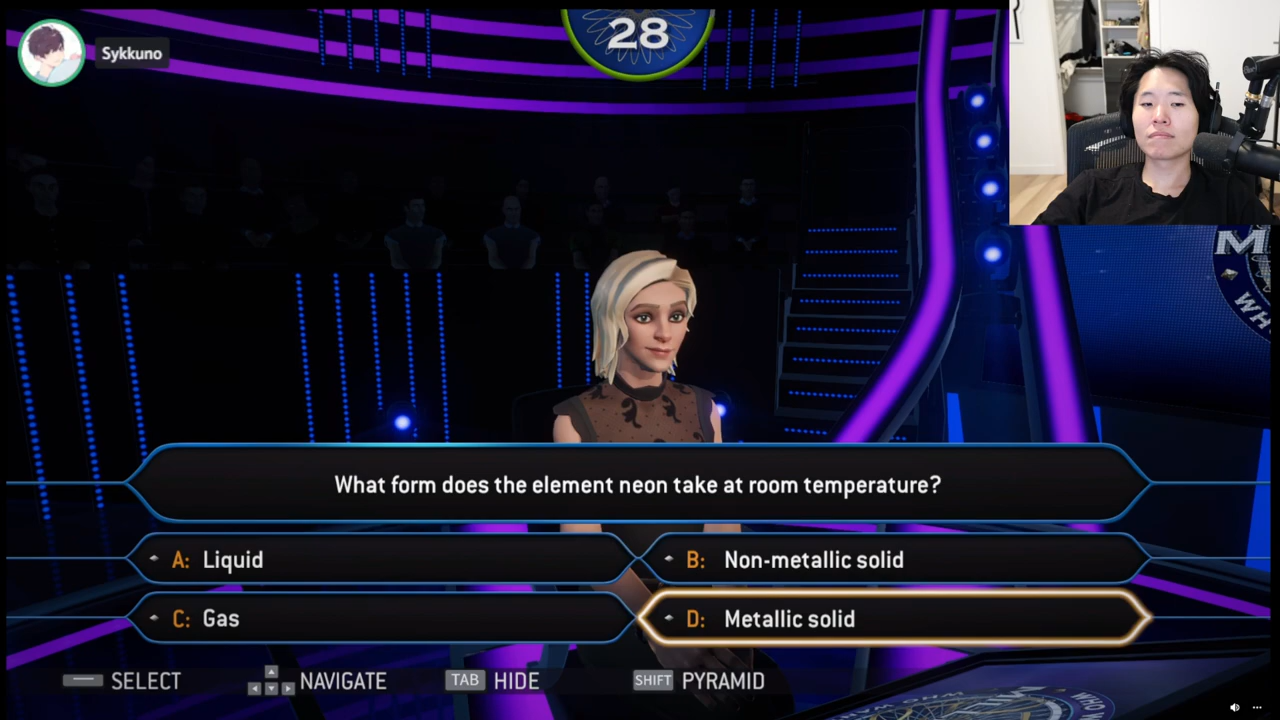 28
Sykkuno
M
WH
What form does the element neon take at room temperature?
A: Liquid
B: Non-metallic solid
C: Gas
D: Metallic solid
SELECT
NAVIGATE
TAB HIDE
SHIFT PYRAMID